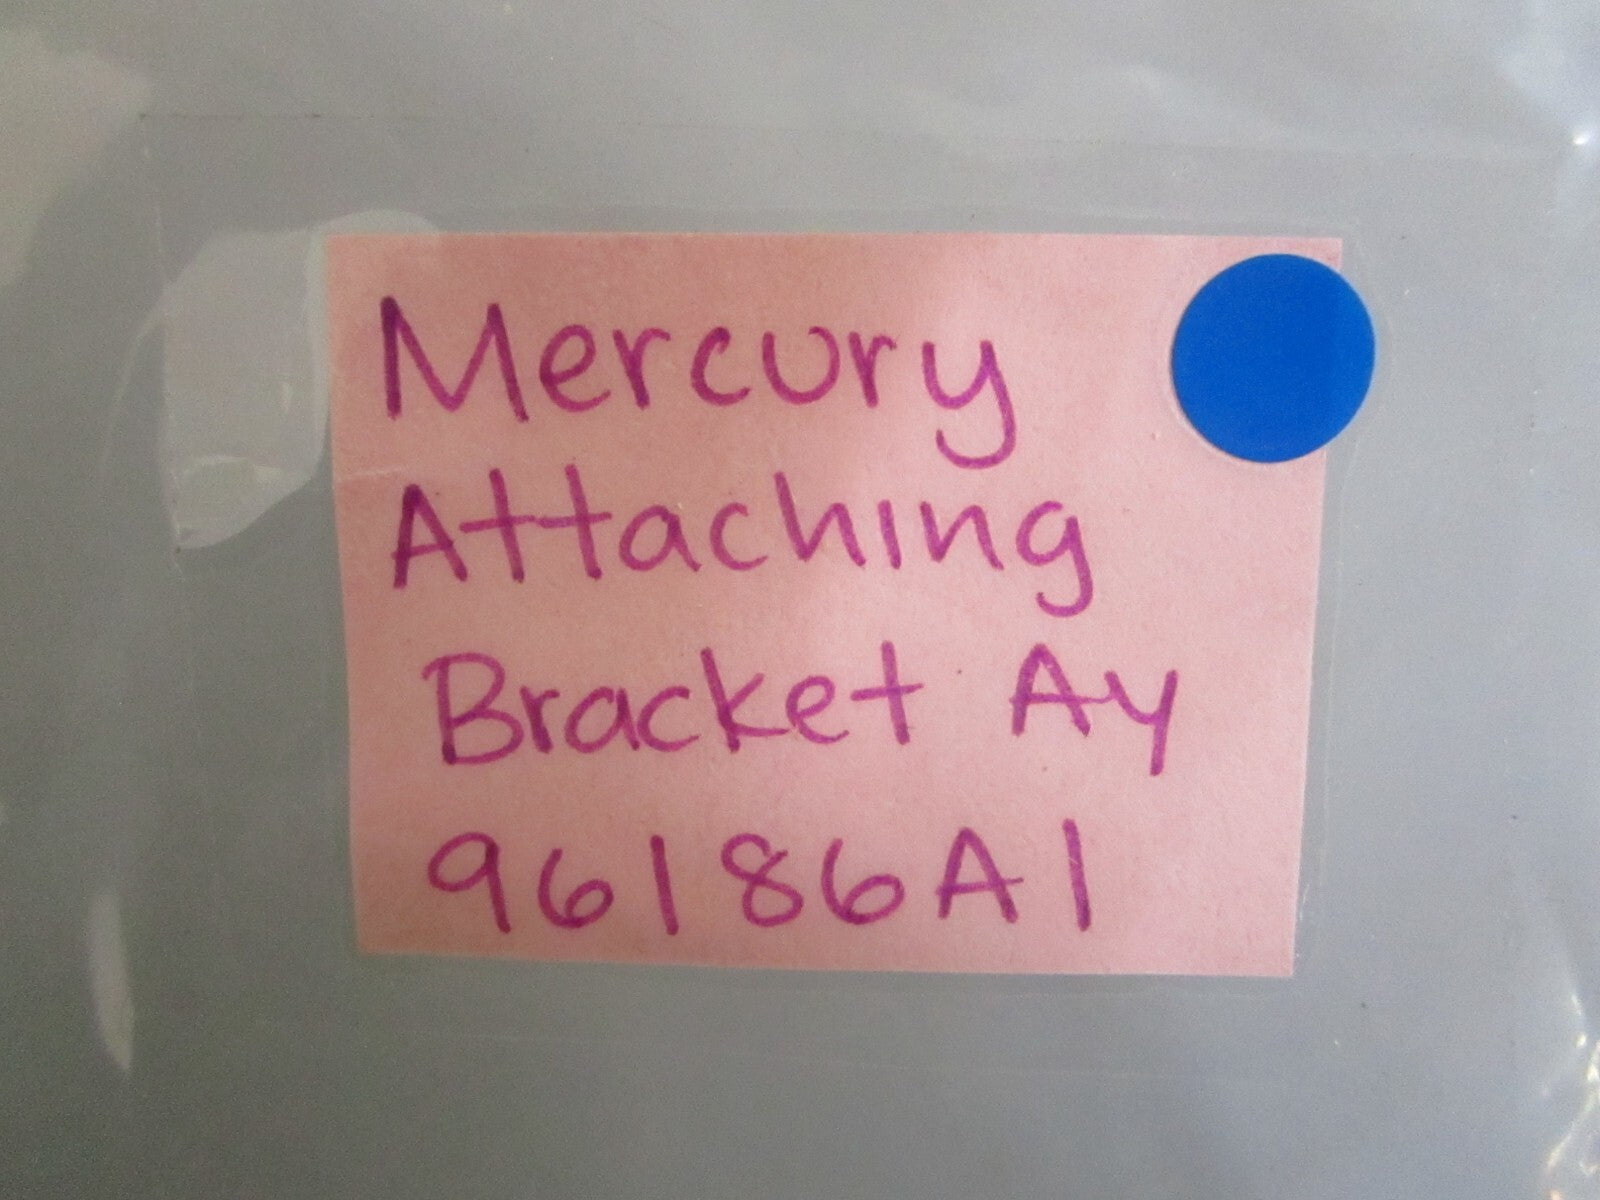 Mercury
Attaching
Bracket Ay
96186A1